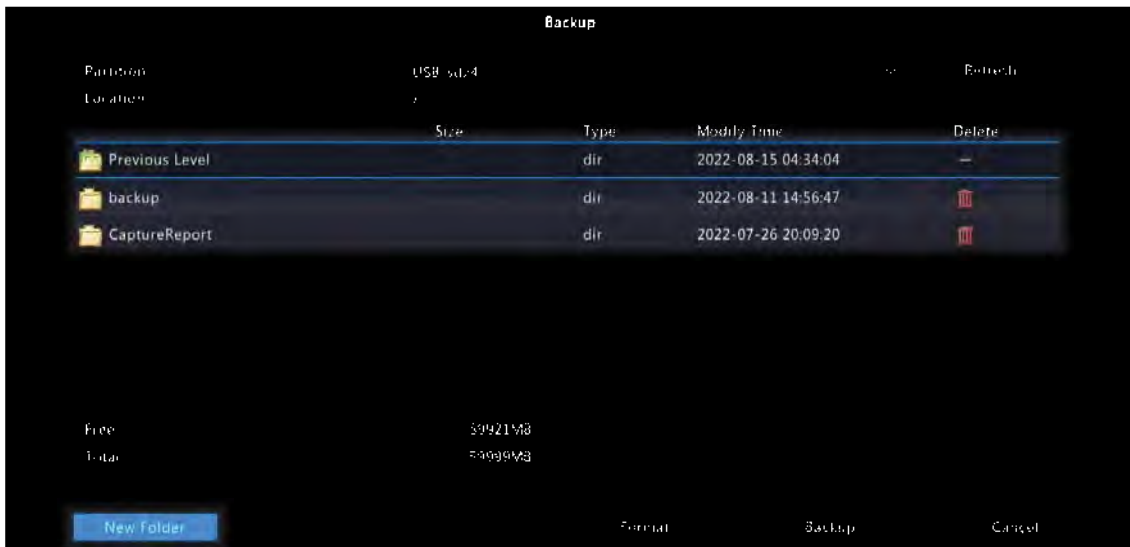 Backup
Partition USB sdz4 Refresh
Location /
Size Type Modify Time Delete
Previous Level dir 2022-08-15 04:34:04 —
backup dir 2022-08-11 14:56:47
CaptureReport dir 2022-07-26 20:09:20
Free
Total
New Folder Format Backup Cancel